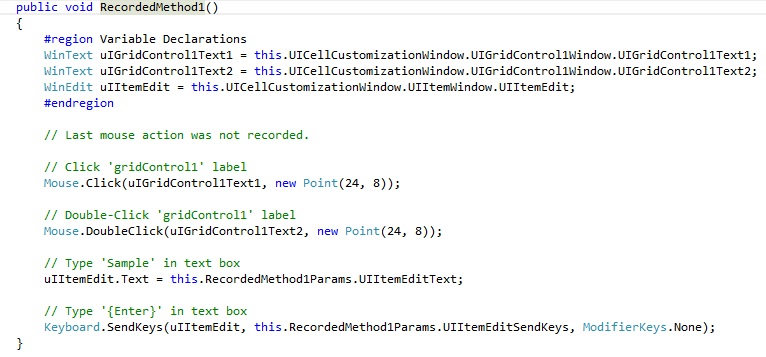 public void RecordedMethod1()
{
#region Variable Declarations
WinText uIGridControl1Text1 = this.UICellCustomizationWindow.UIGridControl1Window.UIGridControl1Text1;
WinText uIGridControl1Text2 = this.UICellCustomizationWindow.UIGridControl1Window.UIGridControl1Text2;
WinEdit uIItemEdit = this.UICellCustomizationWindow.UIItemWindow.UIItemEdit;
#endregion
// Last mouse action was not recorded.
// Click 'gridControl1' label
Mouse.Click(uIGridControl1Text1, new Point(24, 8));
// Double-Click 'gridControl1' label
Mouse.DoubleClick(uIGridControl1Text2, new Point(24, 8));
// Type 'Sample' in text box
uIItemEdit.Text = this.RecordedMethod1Params.UIItemEditText;
// Type '{Enter}' in text box
Keyboard.SendKeys(uIItemEdit, this.RecordedMethod1Params.UIItemEditSendKeys, ModifierKeys.None);
}